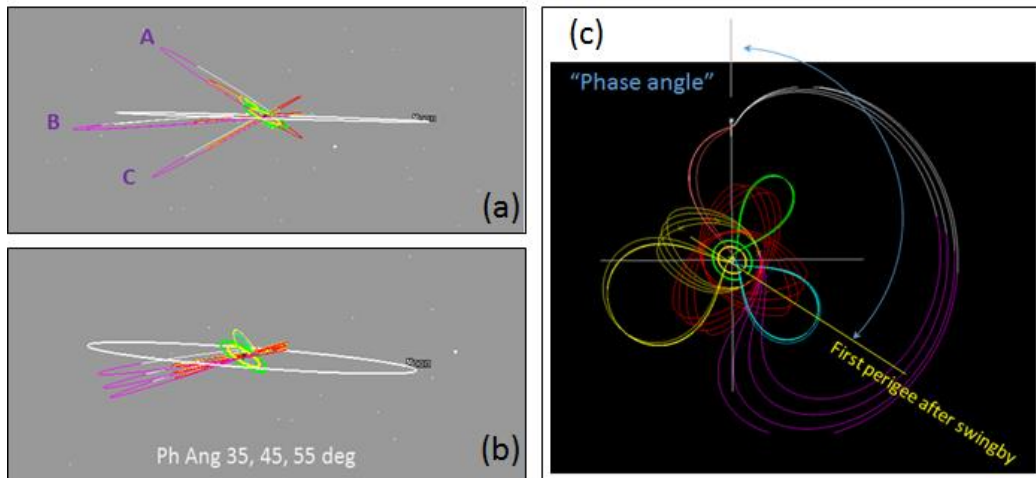 A
B
C
Moon
(a)
Moon
Ph Ang 35, 45, 55 deg
(b)
(c)
“Phase angle”
First perigee after swingby